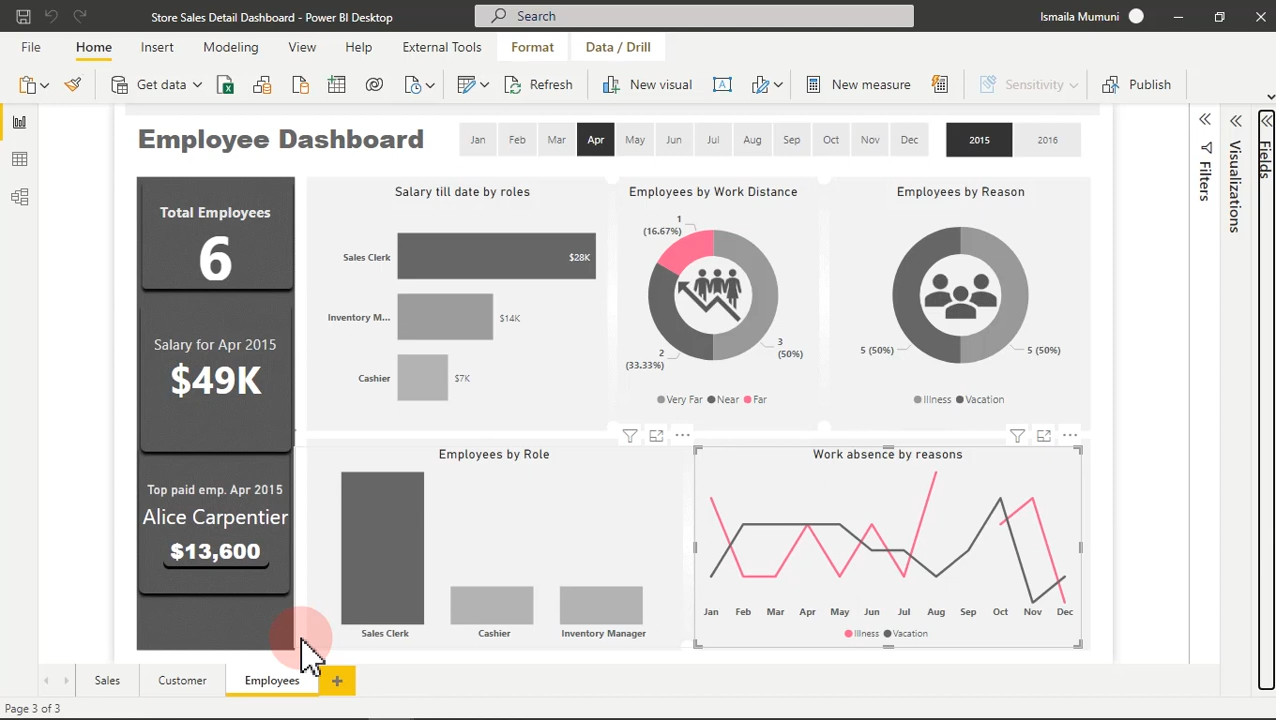 Store Sales Detail Dashboard - Power BI Desktop
Search
Ismaila Mumuni
File Home Insert Modeling View Help External Tools Format Data / Drill
Get data Refresh New visual New measure Sensitivity Publish
Employee Dashboard
Jan Feb Mar Apr May Jun Jul Aug Sep Oct Nov Dec 2015 2016
Filters
Visualizations
Fields
Total Employees
6
Salary for Apr 2015
$49K
Top paid emp. Apr 2015
Alice Carpentier
$13,600
Salary till date by roles
Sales Clerk $28K
Inventory M... $14K
Cashier $7K
Employees by Work Distance
1
(16.67%)
3
(50%)
2
(33.33%)
Very Far Near Far
Employees by Reason
5 (50%) 5 (50%)
Illness Vacation
Employees by Role
Sales Clerk Cashier Inventory Manager
Work absence by reasons
Jan Feb Mar Apr May Jun Jul Aug Sep Oct Nov Dec
Illness Vacation
Sales Customer Employees
Page 3 of 3